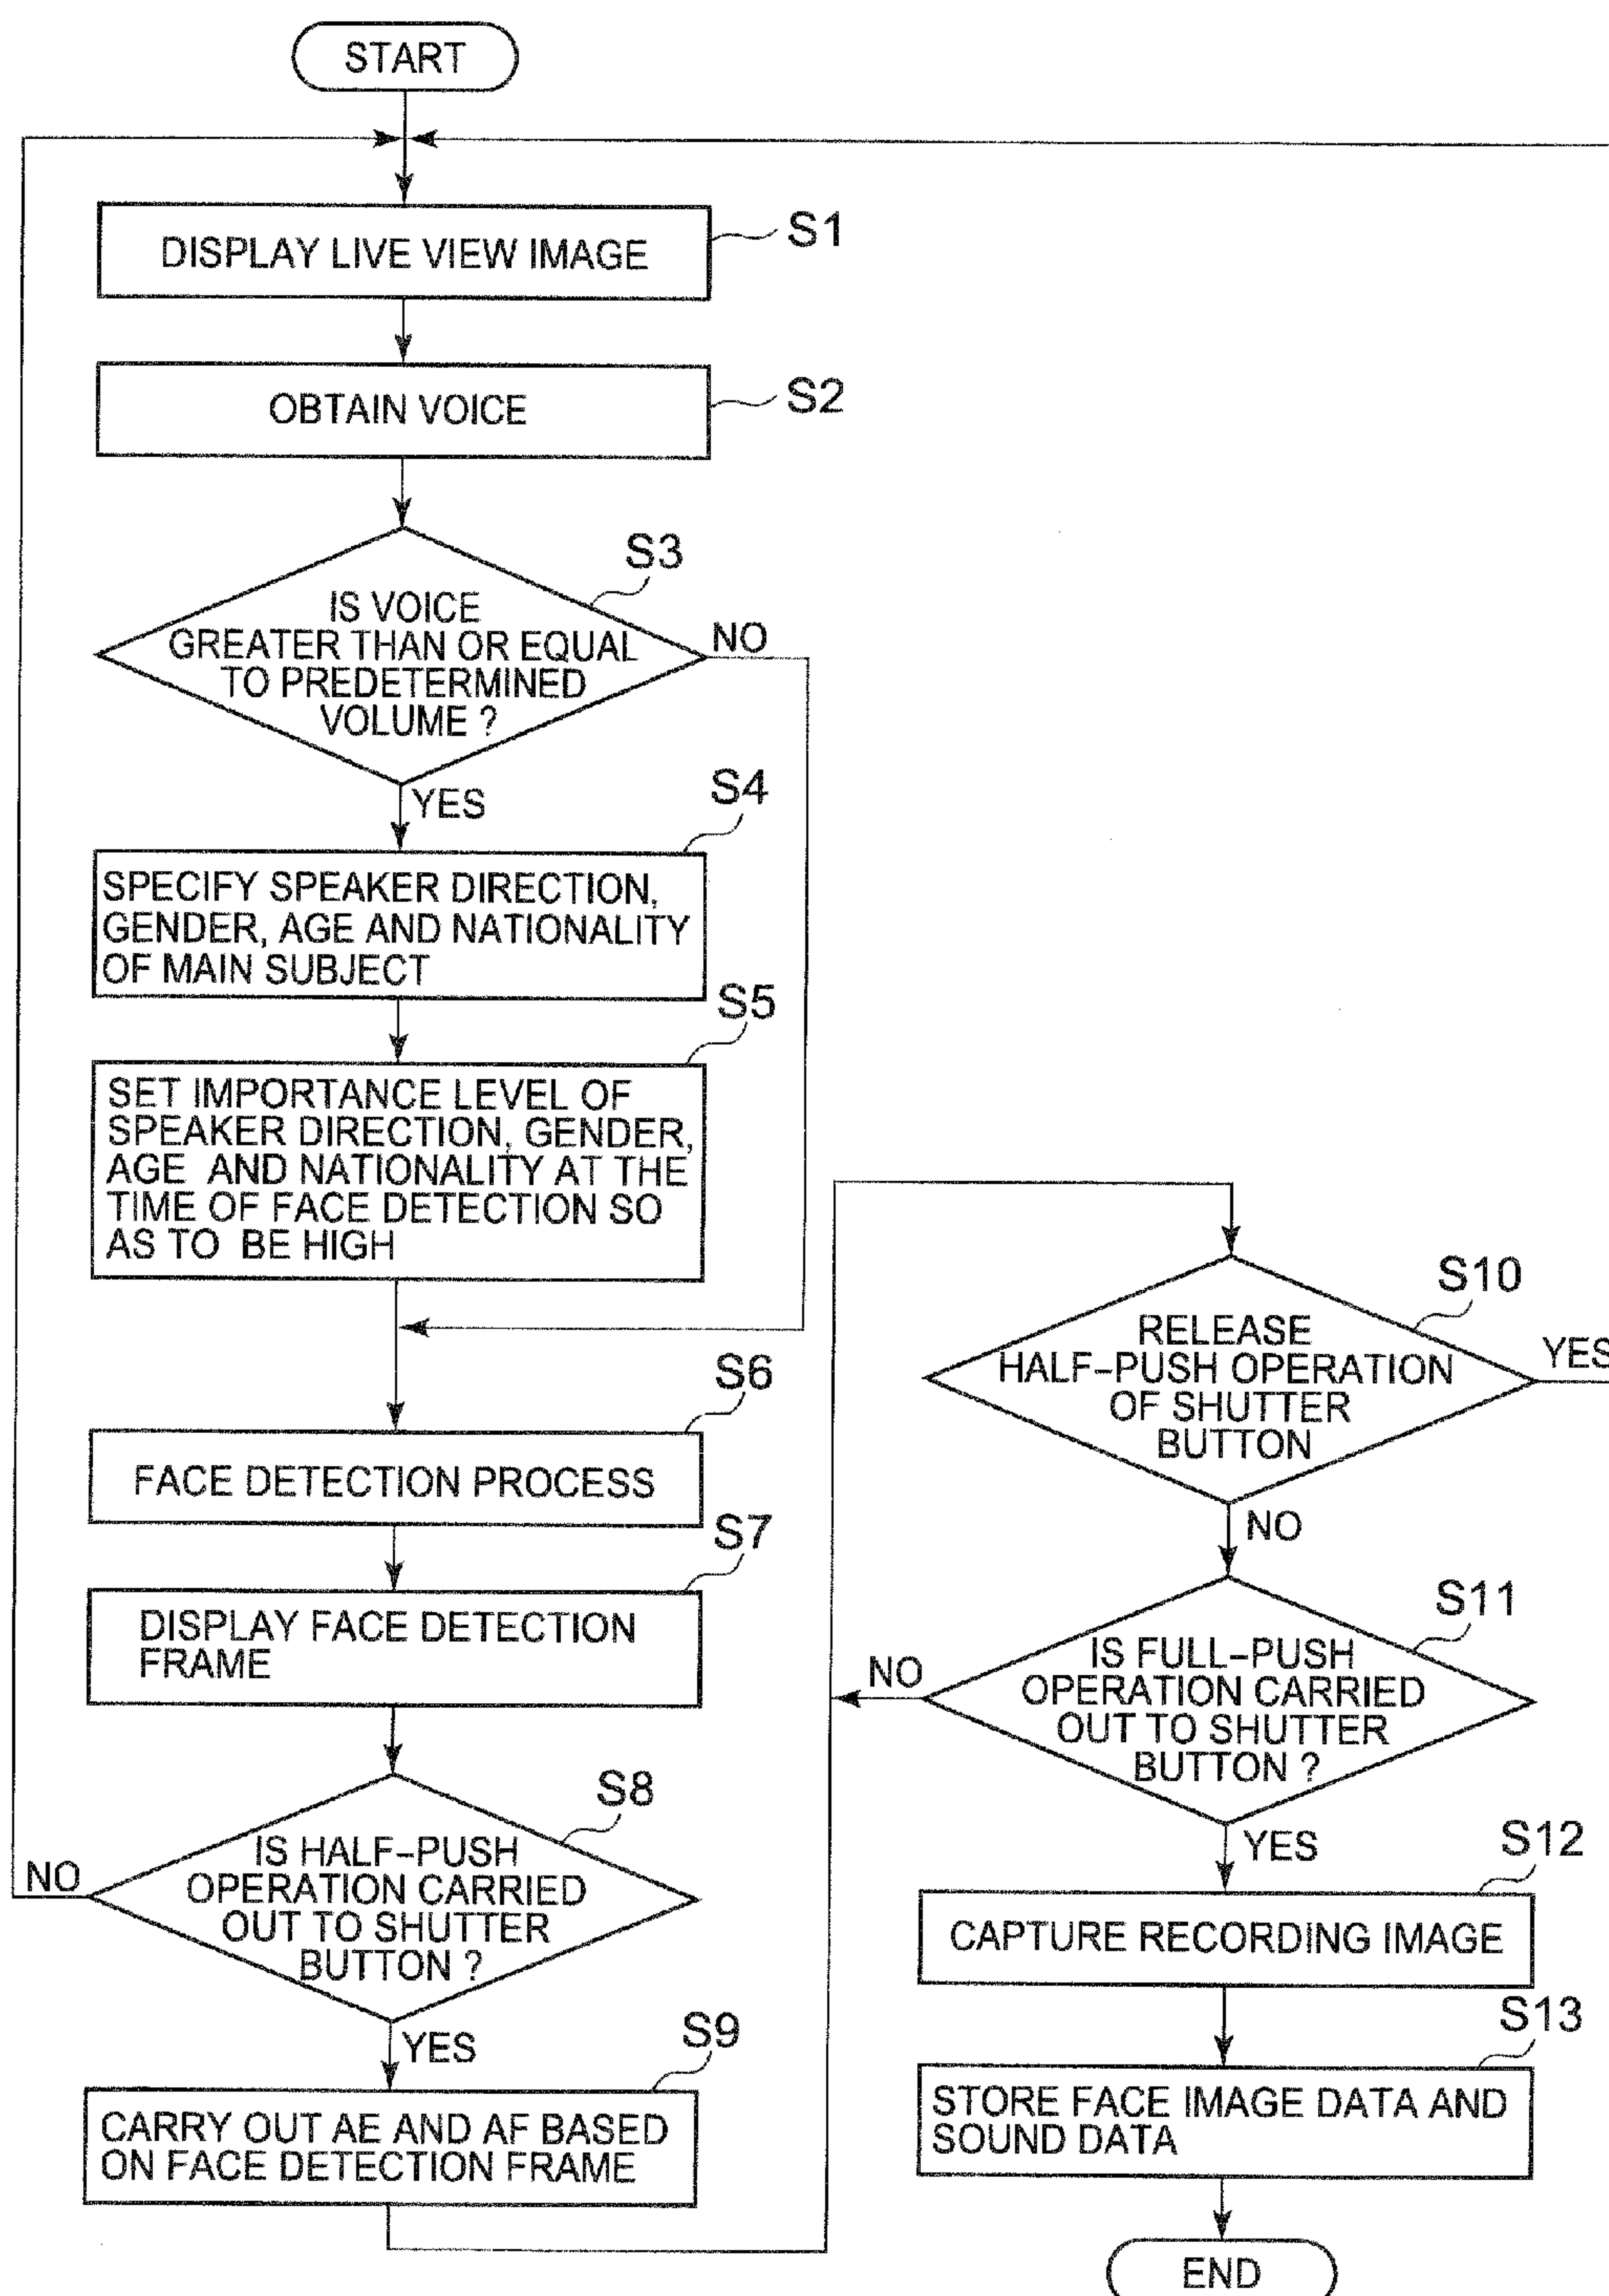 START
DISPLAY LIVE VIEW IMAGE
S1
OBTAIN VOICE
S2
S3
IS VOICE
GREATER THAN OR EQUAL
TO PREDETERMINED
VOLUME ?
NO
YES
S4
SPECIFY SPEAKER DIRECTION,
GENDER, AGE AND NATIONALITY
OF MAIN SUBJECT
S5
SET IMPORTANCE LEVEL OF
SPEAKER DIRECTION, GENDER,
AGE AND NATIONALITY AT THE
TIME OF FACE DETECTION SO
AS TO BE HIGH
S6
FACE DETECTION PROCESS
S7
DISPLAY FACE DETECTION
FRAME
S8
IS HALF-PUSH
OPERATION CARRIED
OUT TO SHUTTER
BUTTON ?
NO
YES
S9
CARRY OUT AE AND AF BASED
ON FACE DETECTION FRAME
S10
RELEASE
HALF-PUSH OPERATION
OF SHUTTER
BUTTON
YES
NO
S11
IS FULL-PUSH
OPERATION CARRIED
OUT TO SHUTTER
BUTTON ?
NO
YES
S12
CAPTURE RECORDING IMAGE
S13
STORE FACE IMAGE DATA AND
SOUND DATA
END